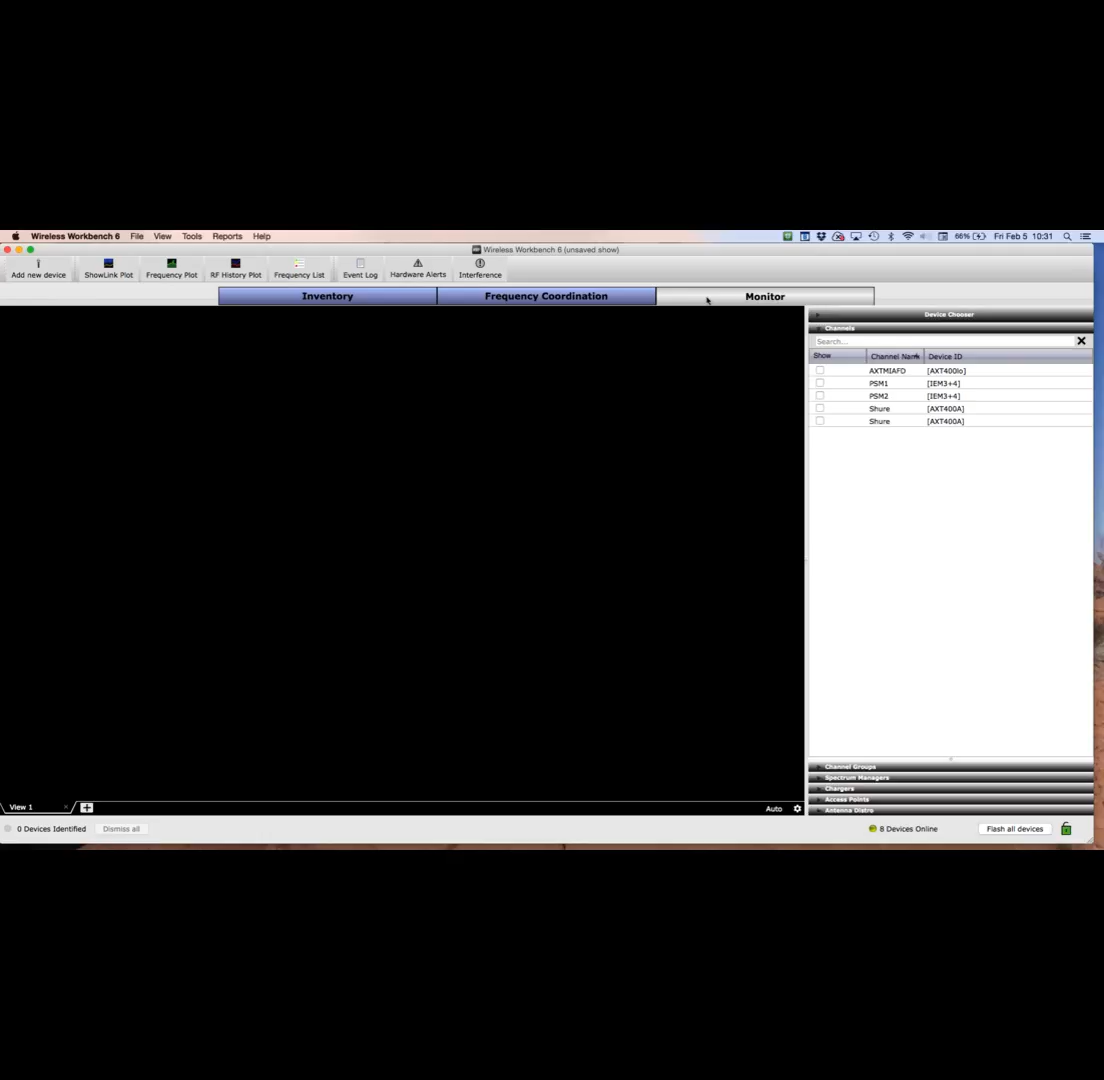 Wireless Workbench 6 File View Tools Reports Help 66% Fri Feb 5 10:31
Wireless Workbench 6 (unsaved show)
Add new device ShowLink Plot Frequency Plot RF History Plot Frequency List Event Log Hardware Alerts Interference
Inventory Frequency Coordination Monitor
Device Chooser
Channels
Search...
Show Channel Name Device ID
AXTMIAFD [AXT400lo]
PSM1 [IEM3+4]
PSM2 [IEM3+4]
Shure [AXT400A]
Shure [AXT400A]
Channel Groups
Spectrum Managers
Chargers
Access Points
Antenna Distro
View 1 Auto
0 Devices Identified Dismiss all 8 Devices Online Flash all devices